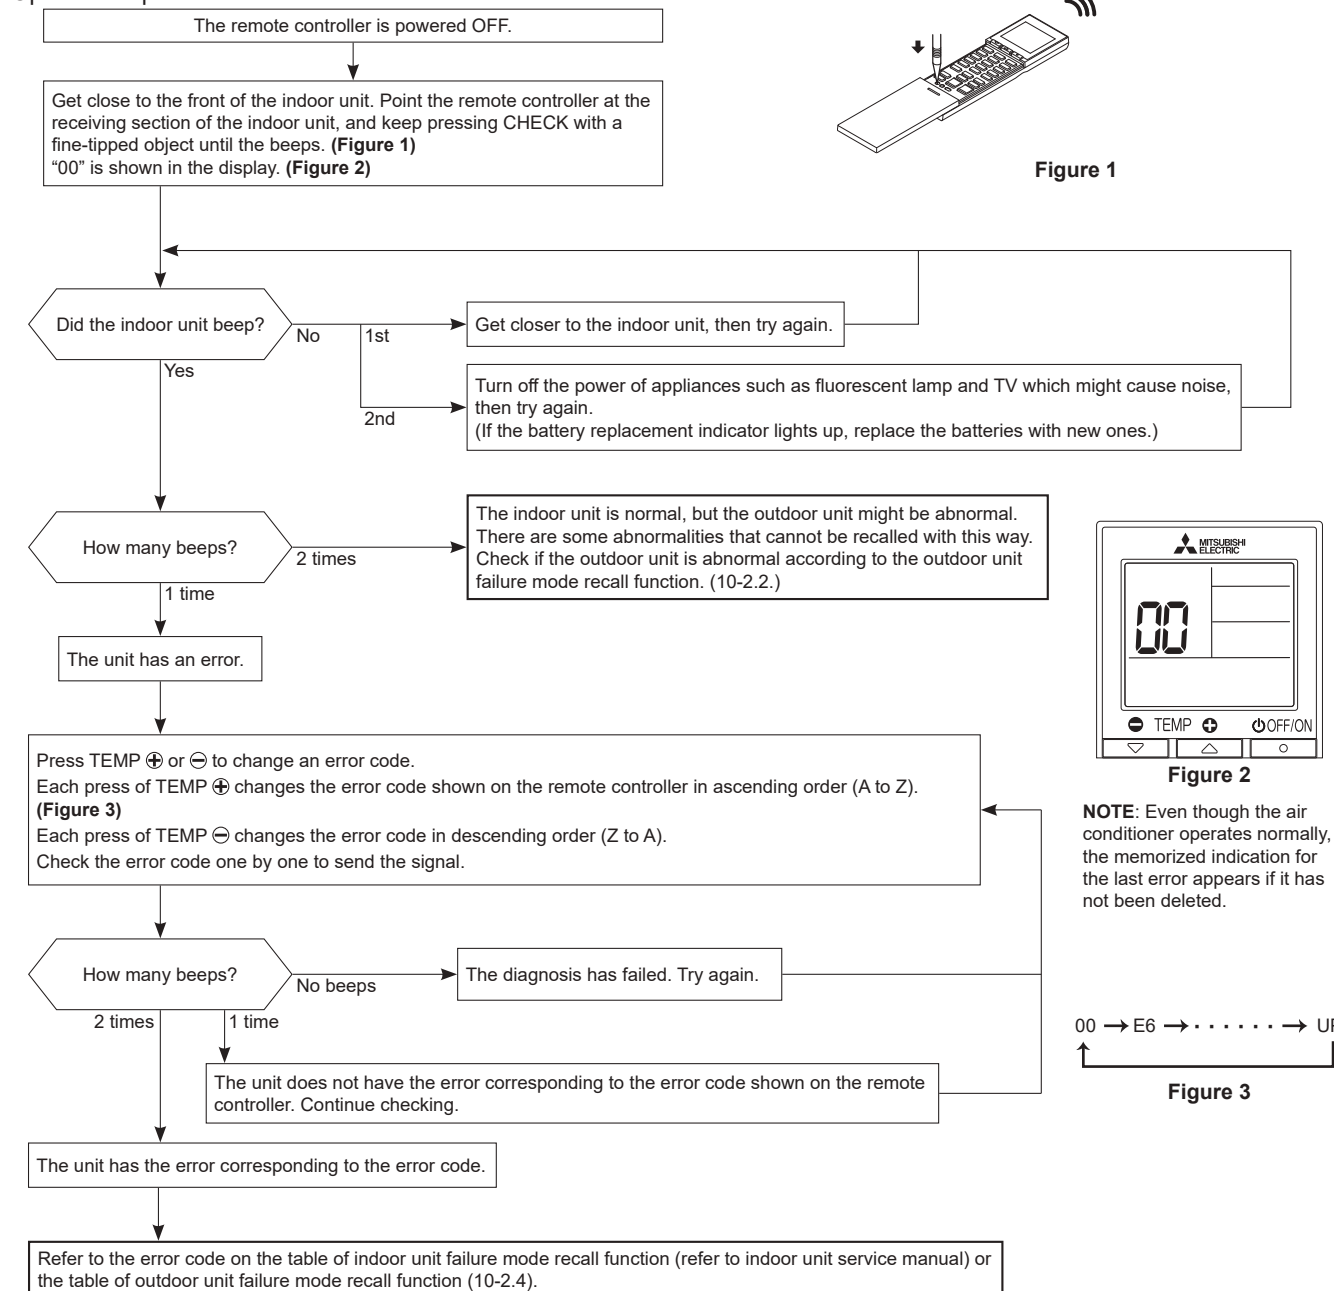 The remote controller is powered OFF.
Get close to the front of the indoor unit. Point the remote controller at the
receiving section of the indoor unit, and keep pressing CHECK with a
fine-tipped object until the beeps. (Figure 1)
“00” is shown in the display. (Figure 2)
Figure 1
Did the indoor unit beep?
No
1st
Get closer to the indoor unit, then try again.
Yes
2nd
Turn off the power of appliances such as fluorescent lamp and TV which might cause noise,
then try again.
(If the battery replacement indicator lights up, replace the batteries with new ones.)
How many beeps?
2 times
The indoor unit is normal, but the outdoor unit might be abnormal.
There are some abnormalities that cannot be recalled with this way.
Check if the outdoor unit is abnormal according to the outdoor unit
failure mode recall function. (10-2.2.)
1 time
The unit has an error.
MITSUBISHI
ELECTRIC
00
⊖ TEMP ⊕ ⏻OFF/ON
▽ △ ○
Figure 2
Press TEMP ⊕ or ⊖ to change an error code.
Each press of TEMP ⊕ changes the error code shown on the remote controller in ascending order (A to Z).
(Figure 3)
Each press of TEMP ⊖ changes the error code in descending order (Z to A).
Check the error code one by one to send the signal.
NOTE: Even though the air
conditioner operates normally,
the memorized indication for
the last error appears if it has
not been deleted.
How many beeps?
No beeps
The diagnosis has failed. Try again.
2 times
1 time
The unit does not have the error corresponding to the error code shown on the remote
controller. Continue checking.
00 → E6 → · · · · · · →
Figure 3
The unit has the error corresponding to the error code.
Refer to the error code on the table of indoor unit failure mode recall function (refer to indoor unit service manual) or
the table of outdoor unit failure mode recall function (10-2.4).